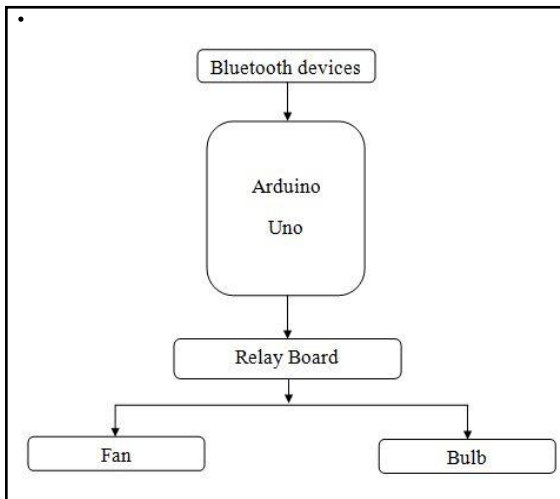 Bluetooth devices
Arduino
Uno
Relay Board
Fan
Bulb